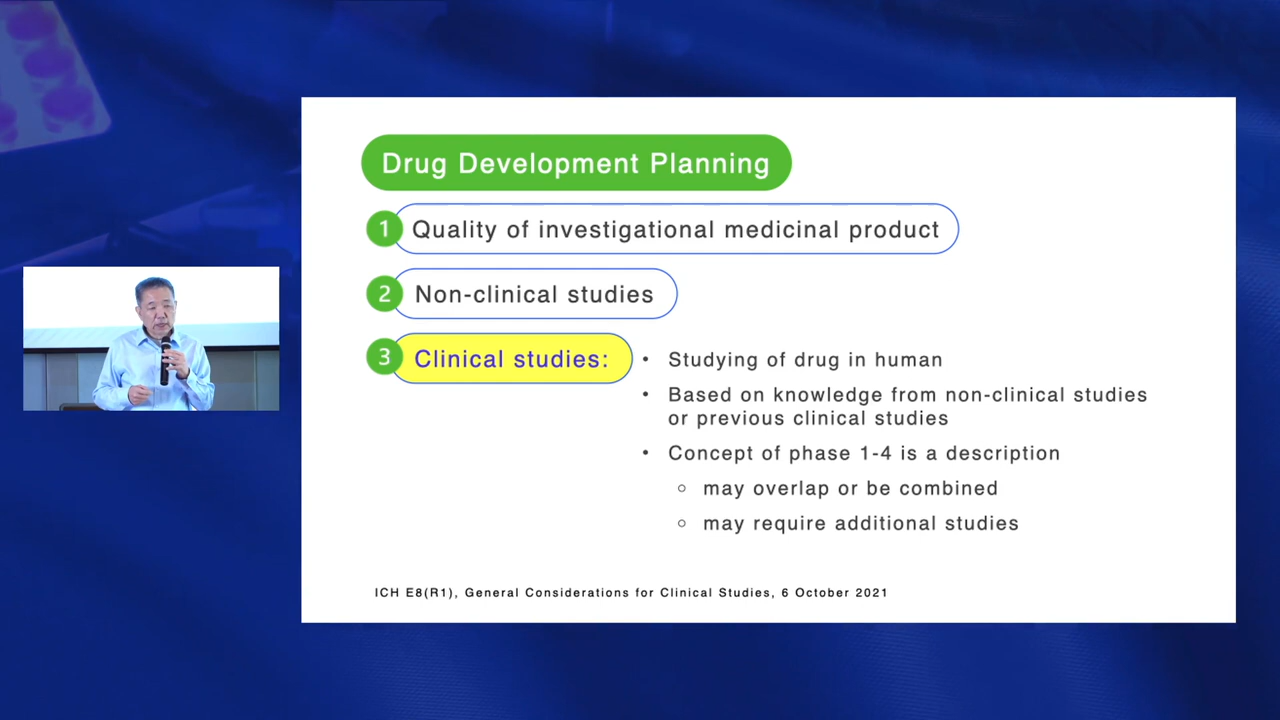 Drug Development Planning
1 Quality of investigational medicinal product
2 Non-clinical studies
3 Clinical studies:
• Studying of drug in human
• Based on knowledge from non-clinical studies
or previous clinical studies
• Concept of phase 1-4 is a description
○ may overlap or be combined
○ may require additional studies
ICH E8(R1), General Considerations for Clinical Studies, 6 October 2021